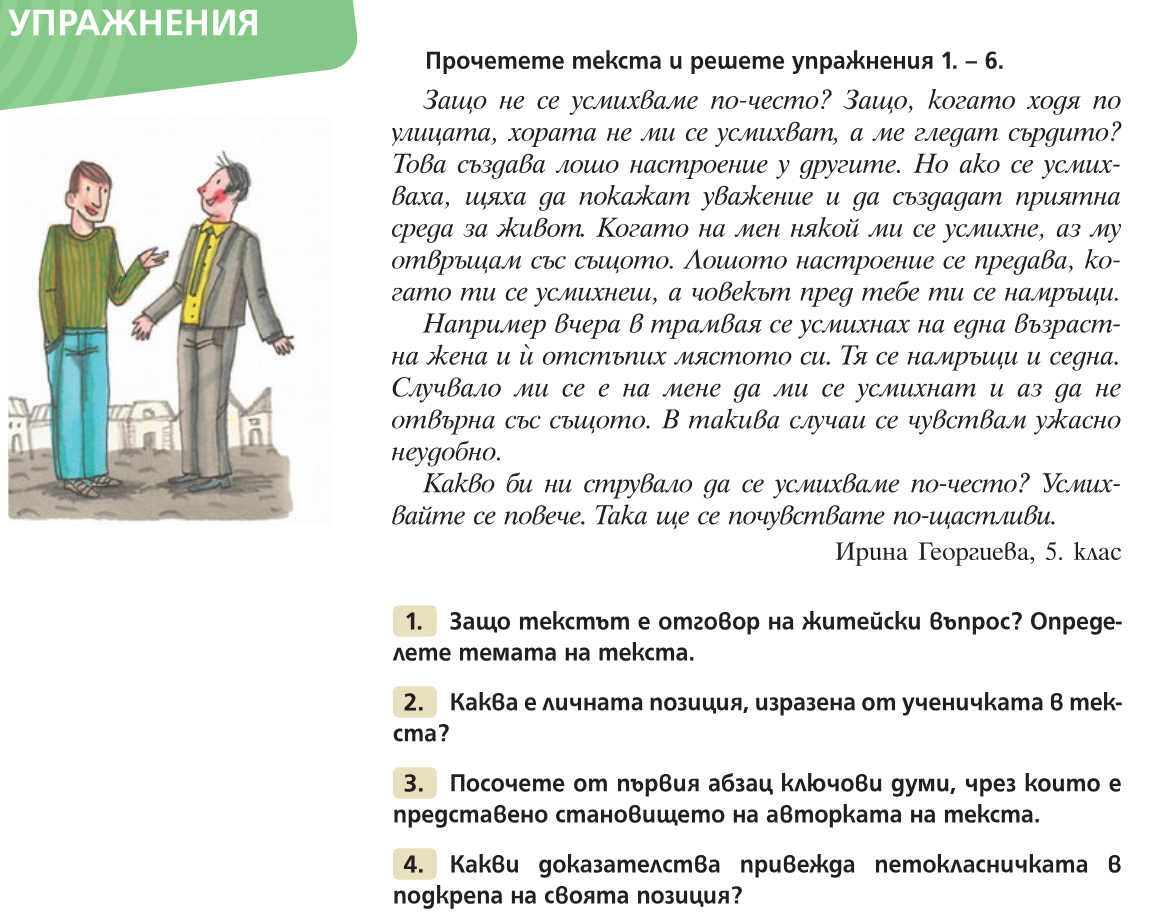 УПРАЖНЕНИЯ
Прочетете текста и решете упражнения 1. – 6.
Защо не се усмихваме по-често? Защо, когато ходя по
улицата, хората не ми се усмихват, а ме гледат сърдито?
Това създава лошо настроение у другите. Но ако се усмих-
ваха, щяха да покажат уважение и да създадат приятна
среда за живот. Когато на мен някой ми се усмихне, аз му
отвръщам със същото. Лошото настроение се предава, ко-
гато ти се усмихнеш, а човекът пред тебе ти се намръщи.
Например вчера в трамвая се усмихнах на една възраст-
на жена и ѝ отстъпих мястото си. Тя се намръщи и седна.
Случвало ми се е на мене да ми се усмихнат и аз да не
отвърна със същото. В такива случаи се чувствам ужасно
неудобно.
Какво би ни струвало да се усмихваме по-често? Усмих-
вайте се повече. Така ще се почувствате по-щастливи.
Ирина Георгиева, 5. клас
1. Защо текстът е отговор на житейски въпрос? Опреде-
лете темата на текста.
2. Каква е личната позиция, изразена от ученичката в тек-
ста?
3. Посочете от първия абзац ключови думи, чрез които е
представено становището на авторката на текста.
4. Какви доказателства привежда петокласничката в
подкрепа на своята позиция?